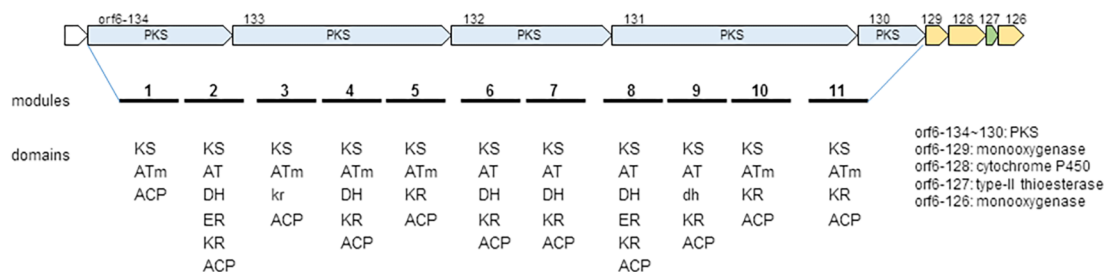 orf6-134 133 132 131 130 129 128 127 126
PKS PKS PKS PKS PKS
modules 1 2 3 4 5 6 7 8 9 10 11
domains KS KS KS KS KS KS KS KS KS KS KS
ATm AT ATm ATm ATm AT AT AT AT ATm ATm
ACP DH kr DH KR DH DH DH dh KR KR
ER ACP KR ACP KR KR ER KR ACP ACP
KR ACP ACP ACP KR ACP
ACP ACP
orf6-134~130: PKS
orf6-129: monooxygenase
orf6-128: cytochrome P450
orf6-127: type-II thioesterase
orf6-126: monooxygenase